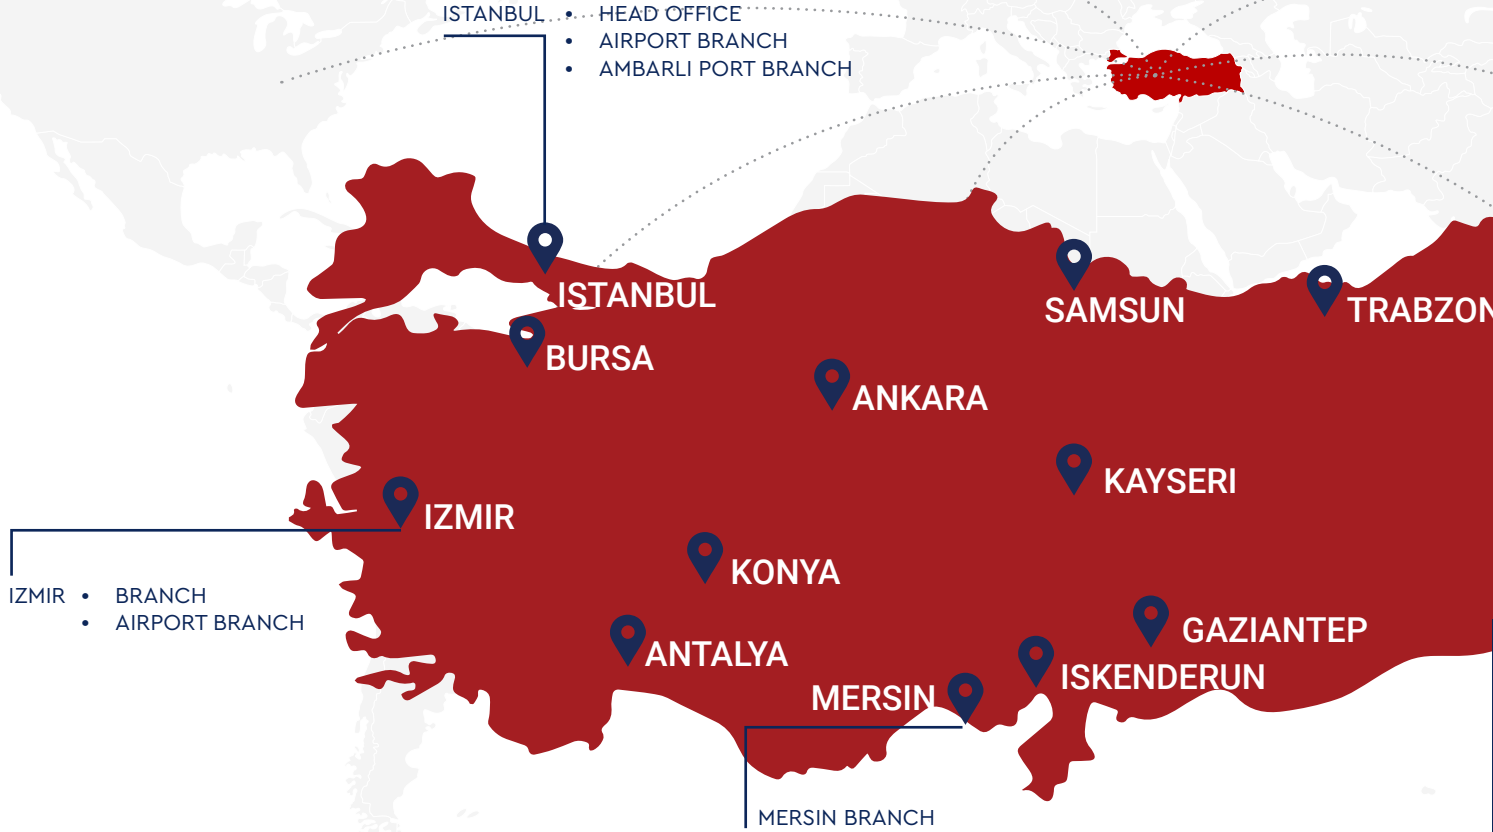 ISTANBUL • HEAD OFFICE
• AIRPORT BRANCH
• AMBARLI PORT BRANCH
ISTANBUL
SAMSUN
TRABZON
BURSA
ANKARA
KAYSERI
IZMIR
KONYA
IZMIR • BRANCH
• AIRPORT BRANCH
GAZIANTEP
ANTALYA
ISKENDERUN
MERSIN
MERSIN BRANCH